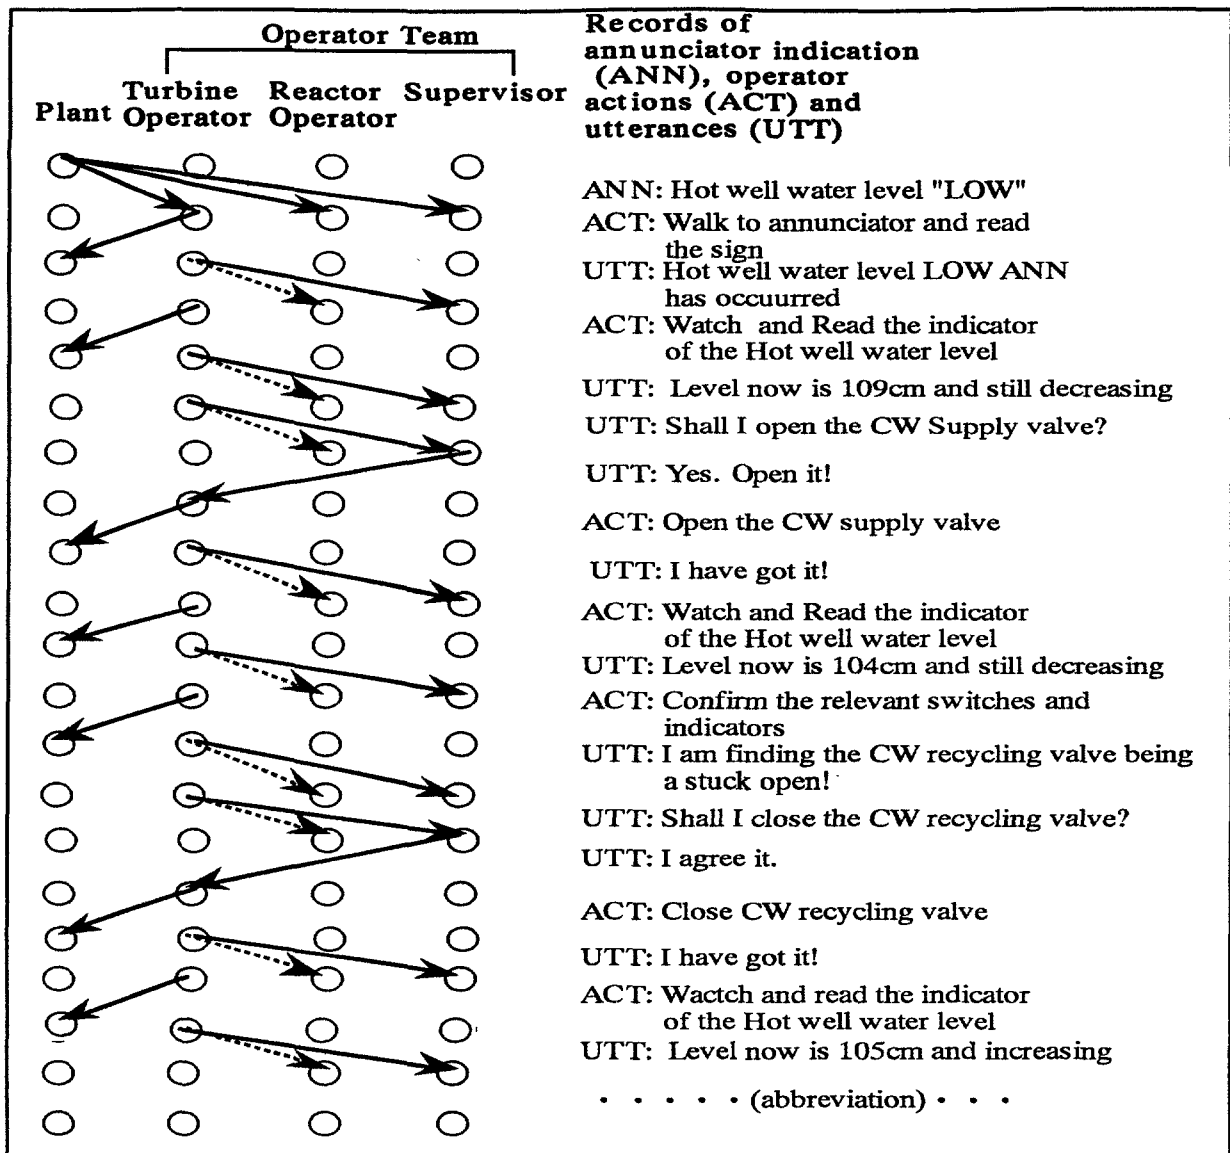 Operator Team
Plant
Turbine
Operator
Reactor
Operator
Supervisor
Records of
annunciator indication
(ANN), operator
actions (ACT) and
utterances (UTT)
ANN: Hot well water level "LOW"
ACT: Walk to annunciator and read
the sign
UTT: Hot well water level LOW ANN
has occuurred
ACT: Watch and Read the indicator
of the Hot well water level
UTT: Level now is 109cm and still decreasing
UTT: Shall I open the CW Supply valve?
UTT: Yes. Open it!
ACT: Open the CW supply valve
UTT: I have got it!
ACT: Watch and Read the indicator
of the Hot well water level
UTT: Level now is 104cm and still decreasing
ACT: Confirm the relevant switches and
indicators
UTT: I am finding the CW recycling valve being
a stuck open!
UTT: Shall I close the CW recycling valve?
UTT: I agree it.
ACT: Close CW recycling valve
UTT: I have got it!
ACT: Wactch and read the indicator
of the Hot well water level
UTT: Level now is 105cm and increasing
· · · · · (abbreviation) · · ·